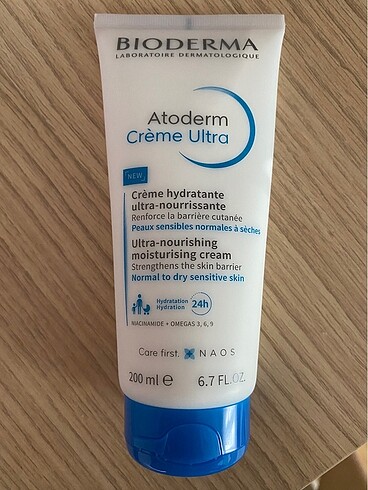 BIODERMA
LABORATOIRE DERMATOLOGIQUE
Atoderm
Crème Ultra
NEW
Crème hydratante
ultra-nourrissante
Renforce la barrière cutanée
Peaux sensibles normales à sèches
Ultra-nourishing
moisturising cream
Strengthens the skin barrier
Normal to dry sensitive skin
Hydratation
Hydration
24h
NIACINAMIDE + OMEGAS 3, 6, 9
Care first.
NAOS
200 ml ℮ 6.7 FL.OZ.